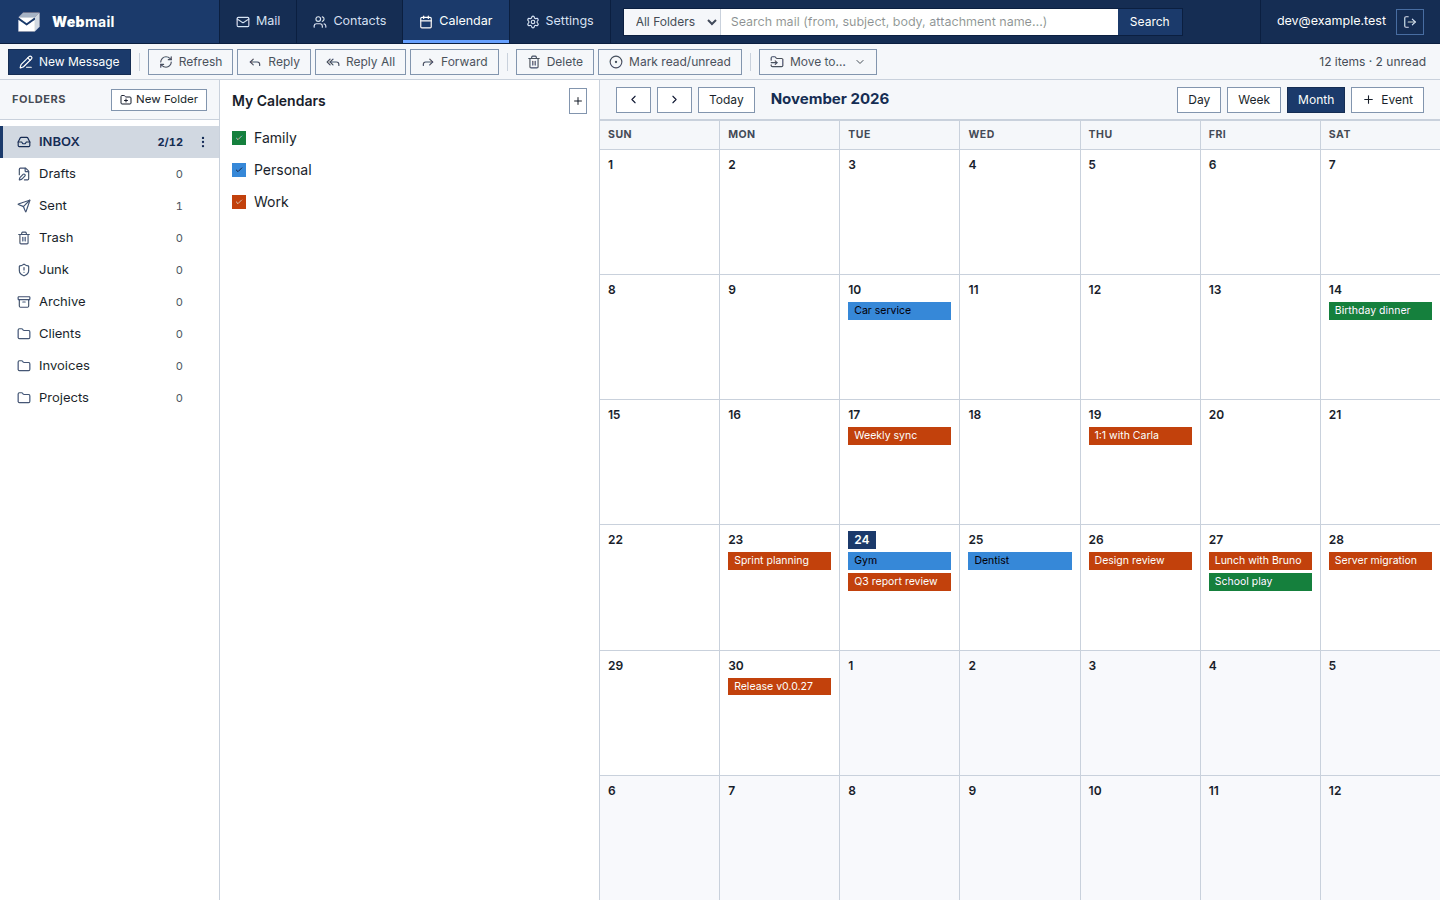 Webmail
Mail
Contacts
Calendar
Settings
All Folders
Search mail (from, subject, body, attachment name...)
Search
dev@example.test
New Message
Refresh
Reply
Reply All
Forward
Delete
Mark read/unread
Move to...
12 items · 2 unread
FOLDERS
New Folder
INBOX 2/12
Drafts 0
Sent 1
Trash 0
Junk 0
Archive 0
Clients 0
Invoices 0
Projects 0
My Calendars
Family
Personal
Work
Today
November 2026
Day
Week
Month
Event
SUN MON TUE WED THU FRI SAT
1 2 3 4 5 6 7
8 9 10 11 12 13 14
Car service
Birthday dinner
15 16 17 18 19 20 21
Weekly sync
1:1 with Carla
22 23 24 25 26 27 28
Sprint planning
Gym
Q3 report review
Dentist
Design review
Lunch with Bruno
School play
Server migration
29 30 1 2 3 4 5
Release v0.0.27
6 7 8 9 10 11 12